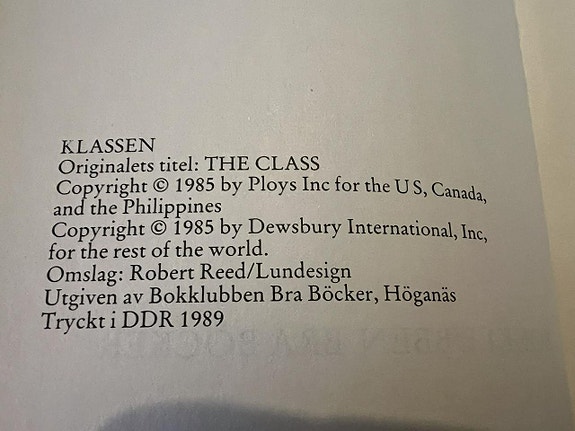 KLASSEN
Originalets titel: THE CLASS
Copyright © 1985 by Ploys Inc for the US, Canada,
and the Philippines
Copyright © 1985 by Dewsbury International, Inc,
for the rest of the world.
Omslag: Robert Reed/Lundesign
Utgiven av Bokklubben Bra Böcker, Höganäs
Tryckt i DDR 1989